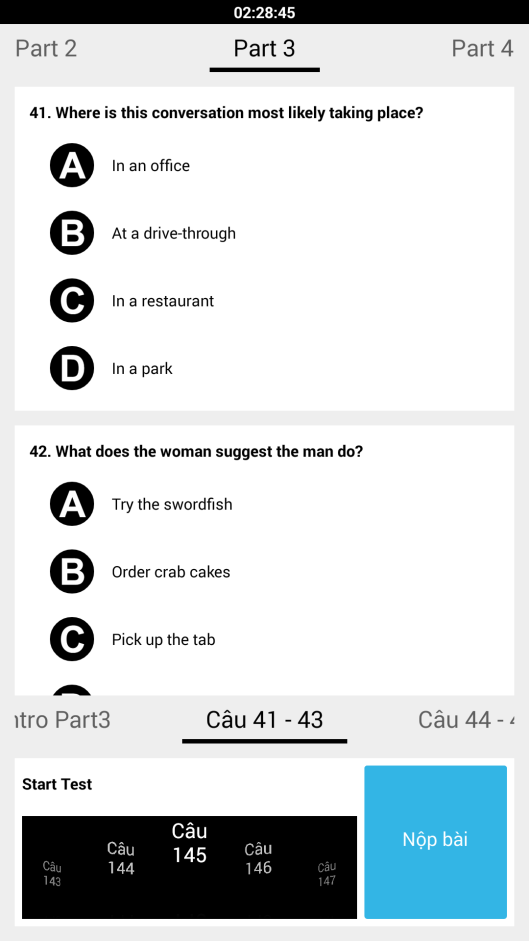 02:28:45
Part 2 Part 3 Part 4
41. Where is this conversation most likely taking place?
A In an office
B At a drive-through
C In a restaurant
D In a park
42. What does the woman suggest the man do?
A Try the swordfish
B Order crab cakes
C Pick up the tab
ntro Part3 Câu 41 - 43 Câu 44 -
Start Test
Câu 143 Câu 144 Câu 145 Câu 146 Câu 147
Nộp bài